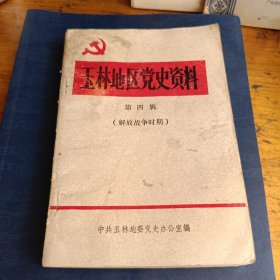 玉林地区党史资料
第四辑
（解放战争时期）
中共玉林地委党史办公室编